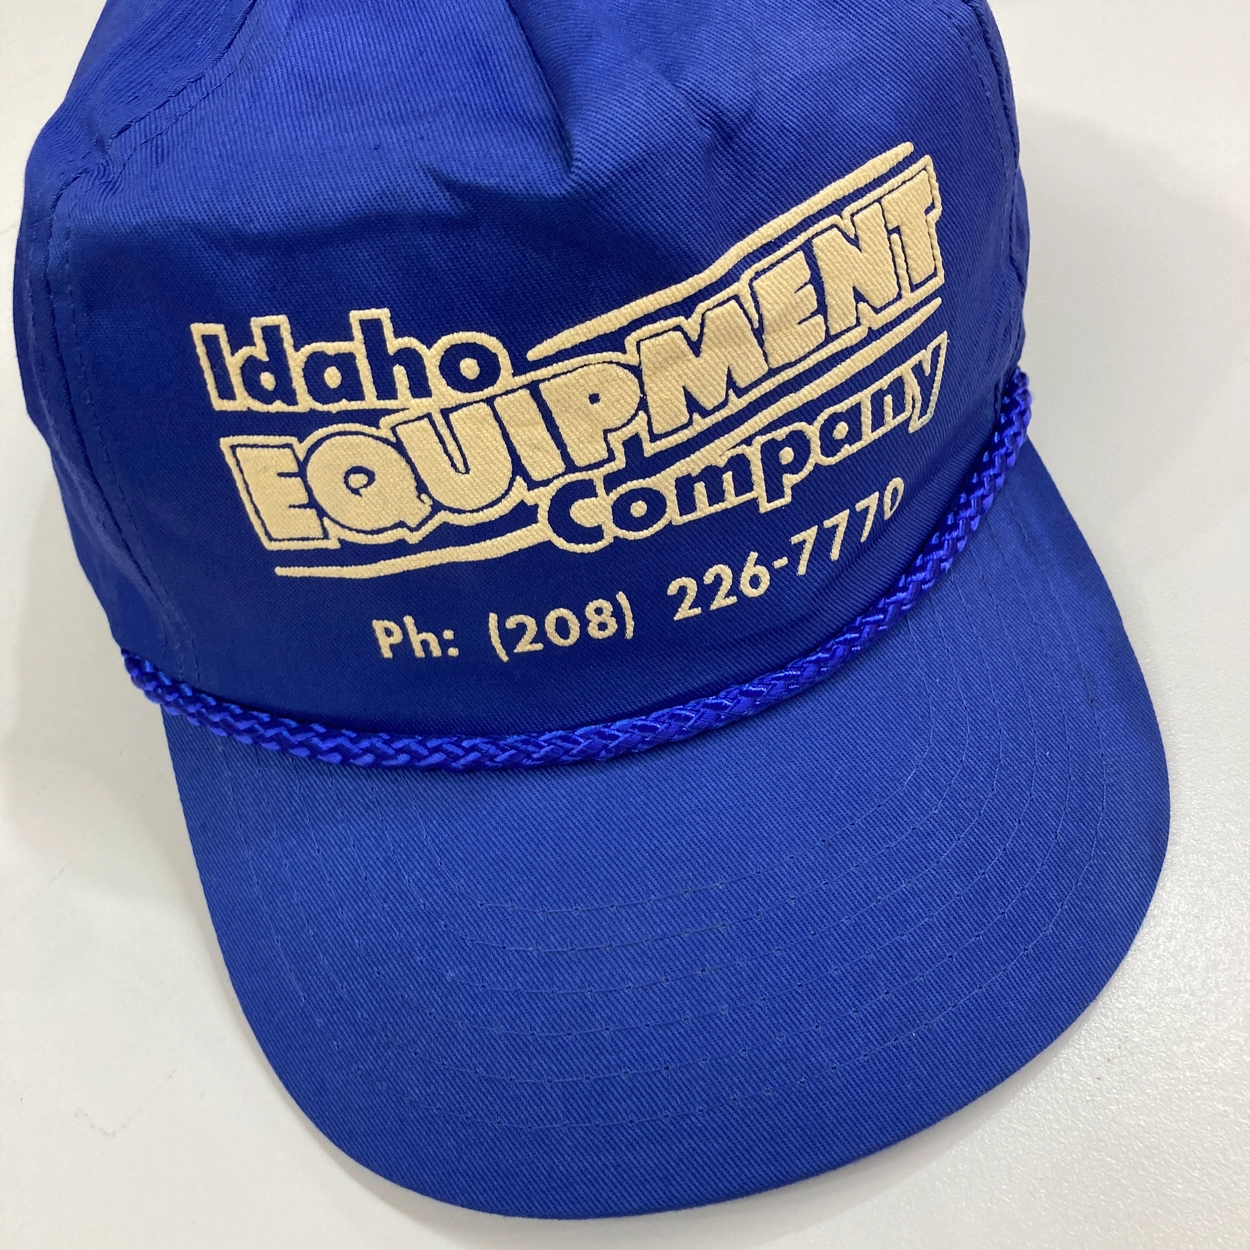 Idaho
EQUIPMENT
Company
Ph: (208) 226-7770